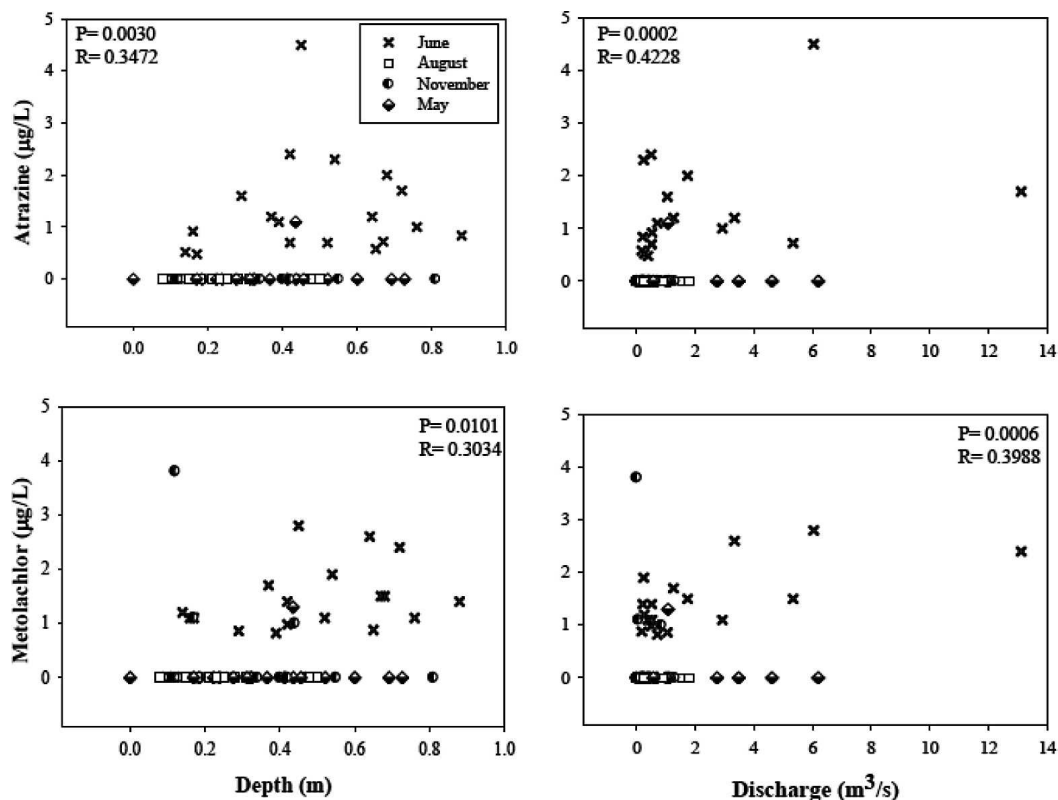 P= 0.0030
R= 0.3472
June
August
November
May
Atrazine (µg/L)
5
4
3
2
1
0
0.0 0.2 0.4 0.6 0.8 1.0
P= 0.0002
R= 0.4228
5
4
3
2
1
0
0 2 4 6 8 10 12 14
P= 0.0101
R= 0.3034
Metolachlor (µg/L)
5
4
3
2
1
0
0.0 0.2 0.4 0.6 0.8 1.0
Depth (m)
P= 0.0006
R= 0.3988
5
4
3
2
1
0
0 2 4 6 8 10 12 14
Discharge (m³/s)